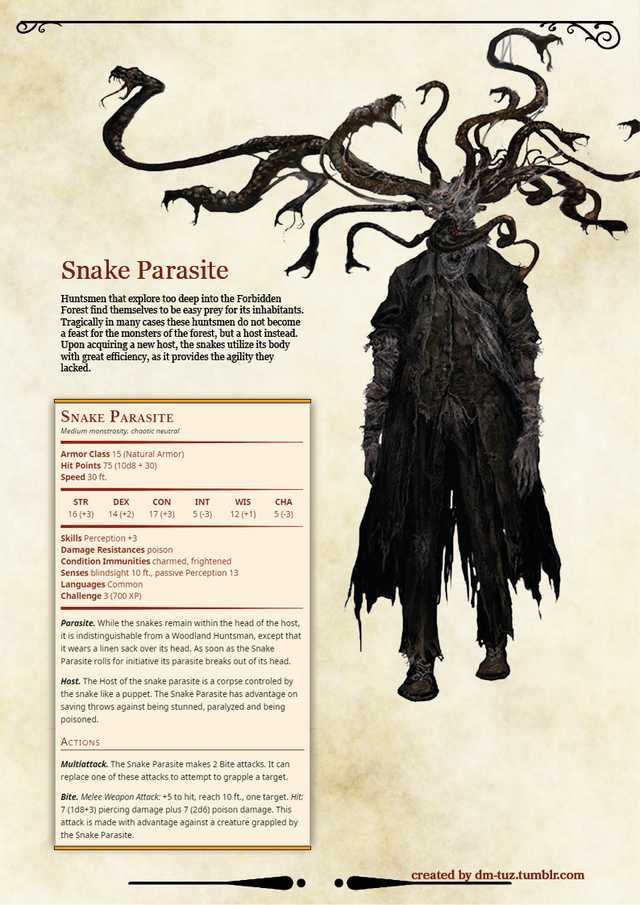 Snake Parasite
Huntsmen that explore too deep into the Forbidden
Forest find themselves to be easy prey for its inhabitants.
Tragically in many cases these huntsmen do not become
a feast for the monsters of the forest, but a host instead.
Upon acquiring a new host, the snakes utilize its body
with great efficiency, as it provides the agility they
lacked.
Snake Parasite
Medium monstrosity, chaotic neutral
Armor Class 15 (Natural Armor)
Hit Points 75 (10d8 + 30)
Speed 30 ft.
STR DEX CON INT WIS CHA
16 (+3) 14 (+2) 17 (+3) 5 (-3) 12 (+1) 5 (-3)
Skills Perception +3
Damage Resistances poison
Condition Immunities charmed, frightened
Senses blindsight 10 ft., passive Perception 13
Languages Common
Challenge 3 (700 XP)
Parasite. While the snakes remain within the head of the host,
it is indistinguishable from a Woodland Huntsman, except that
it wears a linen sack over its head. As soon as the Snake
Parasite rolls for initiative its parasite breaks out of its head.
Host. The Host of the snake parasite is a corpse controled by
the snake like a puppet. The Snake Parasite has advantage on
saving throws against being stunned, paralyzed and being
poisoned.
Actions
Multiattack. The Snake Parasite makes 2 Bite attacks. It can
replace one of these attacks to attempt to grapple a target.
Bite. Melee Weapon Attack: +5 to hit, reach 10 ft., one target. Hit:
7 (1d8+3) piercing damage plus 7 (2d6) poison damage. This
attack is made with advantage against a creature grappled by
the Snake Parasite.
created by dm-tuz.tumblr.com